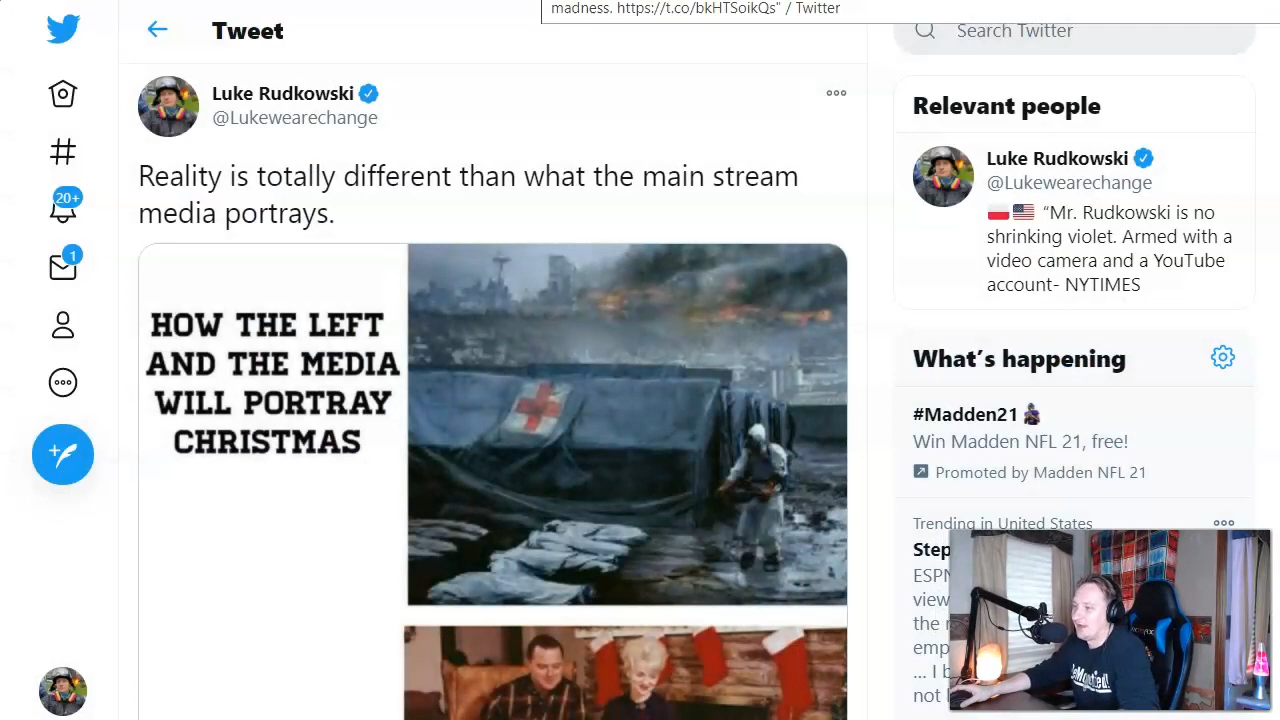 madness. https://t.co/bkHTSoikQs" / Twitter
Tweet
Search Twitter
Luke Rudkowski
@Lukewearechange
Reality is totally different than what the main stream
media portrays.
HOW THE LEFT
AND THE MEDIA
WILL PORTRAY
CHRISTMAS
20+
1
Relevant people
Luke Rudkowski
@Lukewearechange
“Mr. Rudkowski is no
shrinking violet. Armed with a
video camera and a YouTube
account- NYTIMES
What’s happening
#Madden21
Win Madden NFL 21, free!
Promoted by Madden NFL 21
Trending in United States
Step
ESPN
view
the
emp
not